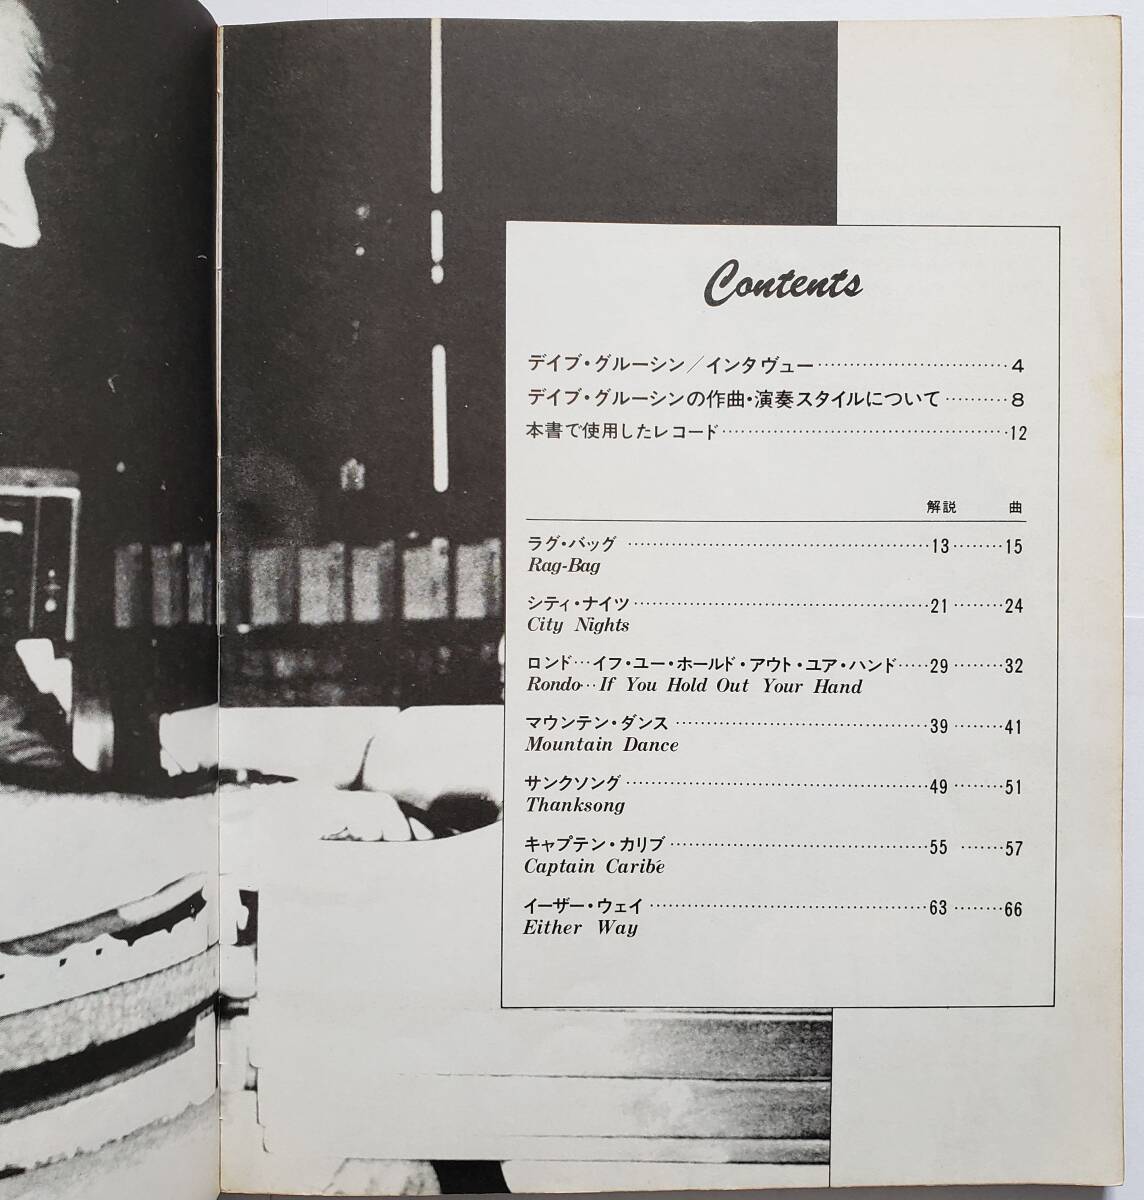 Contents
デイブ・グルーシン／インタヴュー…………………………4
デイブ・グルーシンの作曲・演奏スタイルについて………8
本書で使用したレコード………………………………………12
解説 曲
ラグ・バッグ…………………………………………13………15
Rag-Bag
シティ・ナイツ………………………………………21………24
City Nights
ロンド…イフ・ユー・ホールド・アウト・ユア・ハンド……29………32
Rondo…If You Hold Out Your Hand
マウンテン・ダンス…………………………………39………41
Mountain Dance
サンクソング…………………………………………49………51
Thanksong
キャプテン・カリブ…………………………………55………57
Captain Caribé
イーザー・ウェイ……………………………………63………66
Either Way